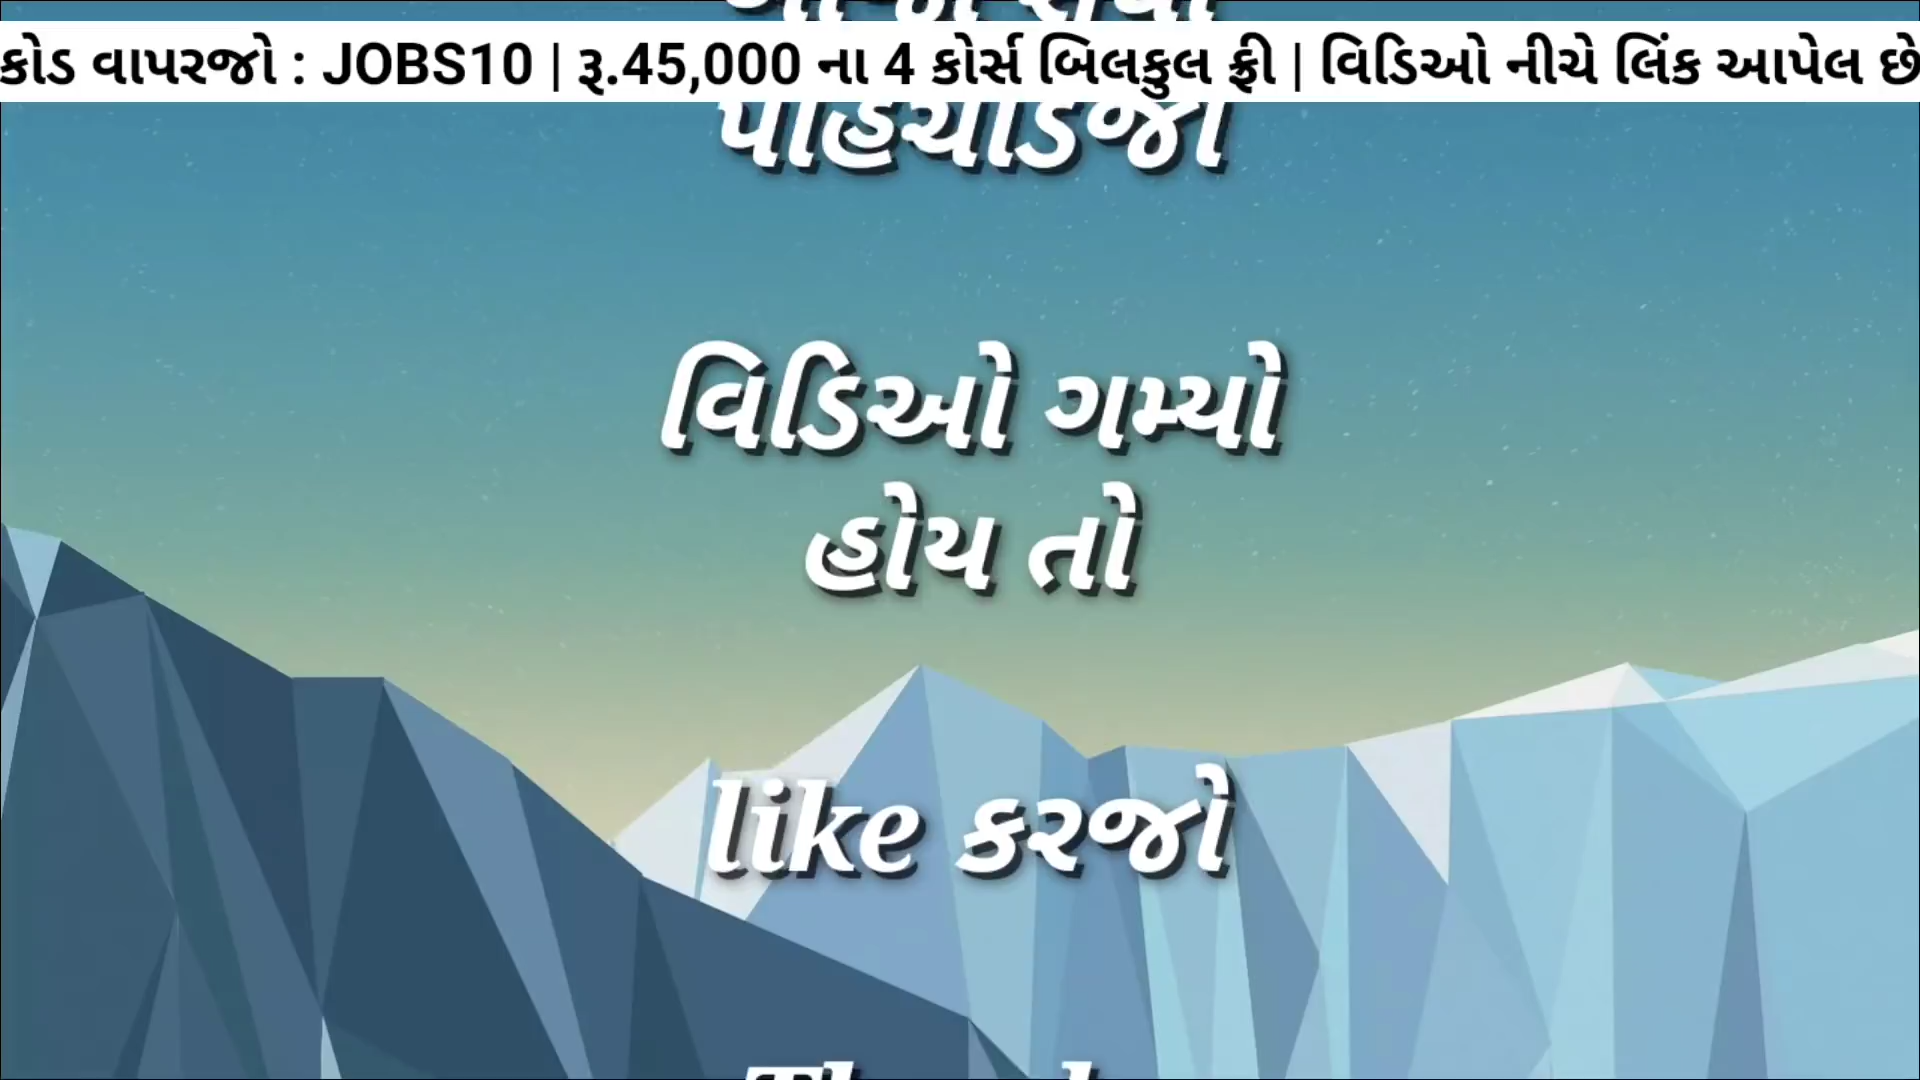 કોડ વાપરજો : JOBS10 | રૂ.45,000 ના 4 કોર્સ બિલકુલ ફ્રી | વિડિઓ નીચે લિંક આપેલ છે
પોહચાડજો
વિડિઓ ગમ્યો
હોય તો
like કરજો